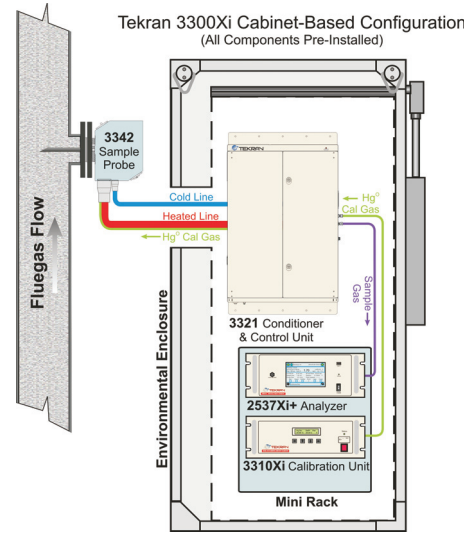 Tekran 3300Xi Cabinet-Based Configuration
(All Components Pre-Installed)
3342
Sample
Probe
TEKRAN
Cold Line
Heated Line
Hg⁰ Cal Gas
Hg⁰
Cal Gas
Fluegas Flow
Sample
Gas
3321 Conditioner
& Control Unit
Environmental Enclosure
2537Xi+ Analyzer
3310Xi Calibration Unit
Mini Rack